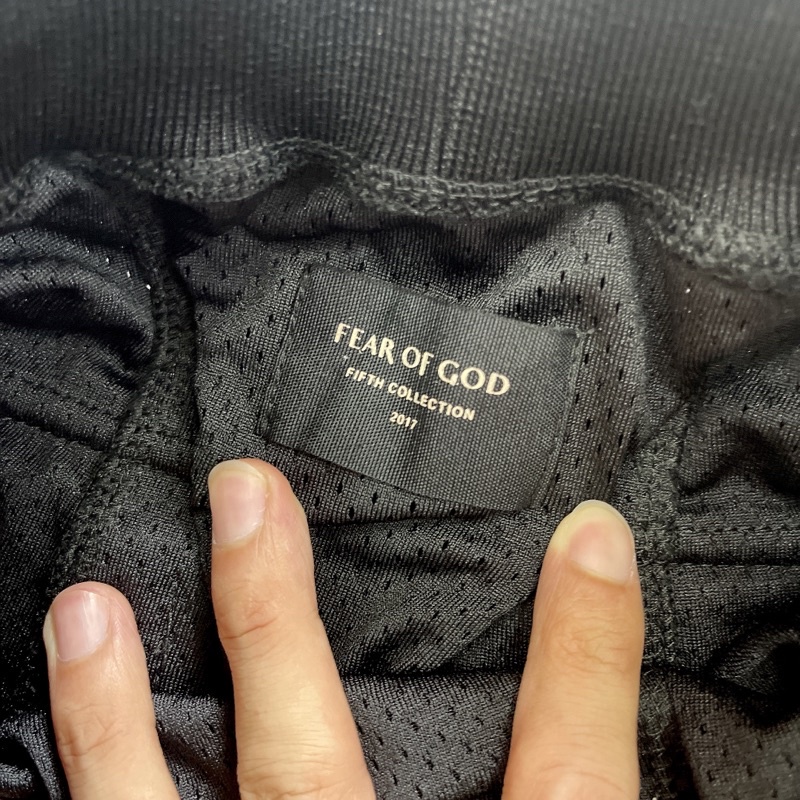 FEAR OF GOD
FIFTH COLLECTION
2017